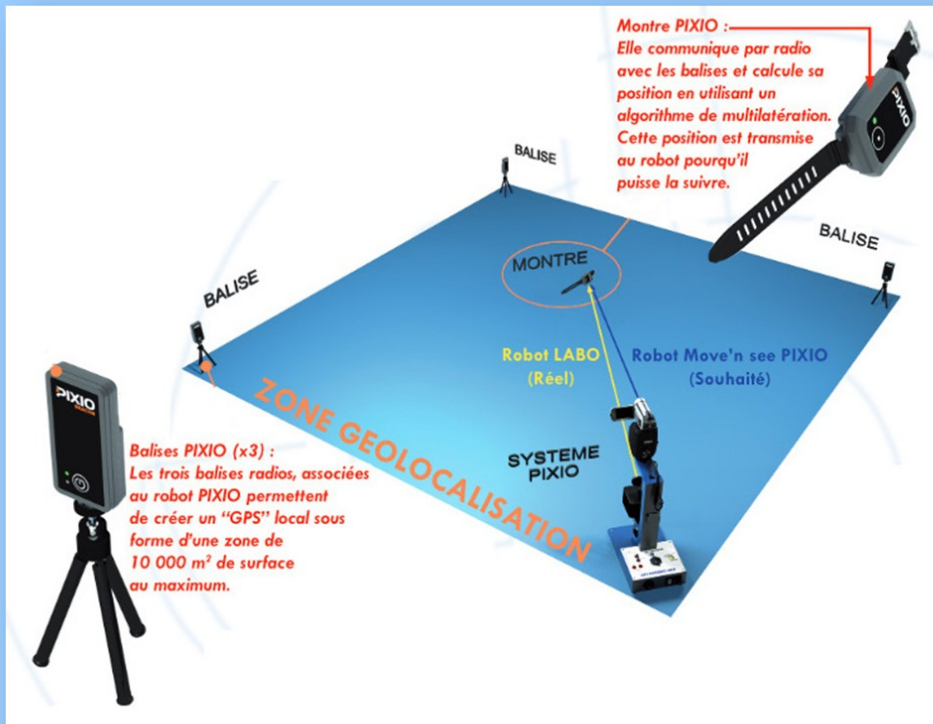 Montre PIXIO :
Elle communique par radio
avec les balises et calcule sa
position en utilisant un
algorithme de multilatération.
Cette position est transmise
au robot pourqu'il
puisse la suivre.
PIXIO
BALISE
BALISE
MONTRE
BALISE
Robot LABO
(Réel)
Robot Move'n see PIXIO
(Souhaité)
ZONE GEOLOCALISATION
SYSTEME
PIXIO
PIXIO
Balises PIXIO (x3) :
Les trois balises radios, associées
au robot PIXIO permettent
de créer un “GPS” local sous
forme d'une zone de
10 000 m² de surface
au maximum.